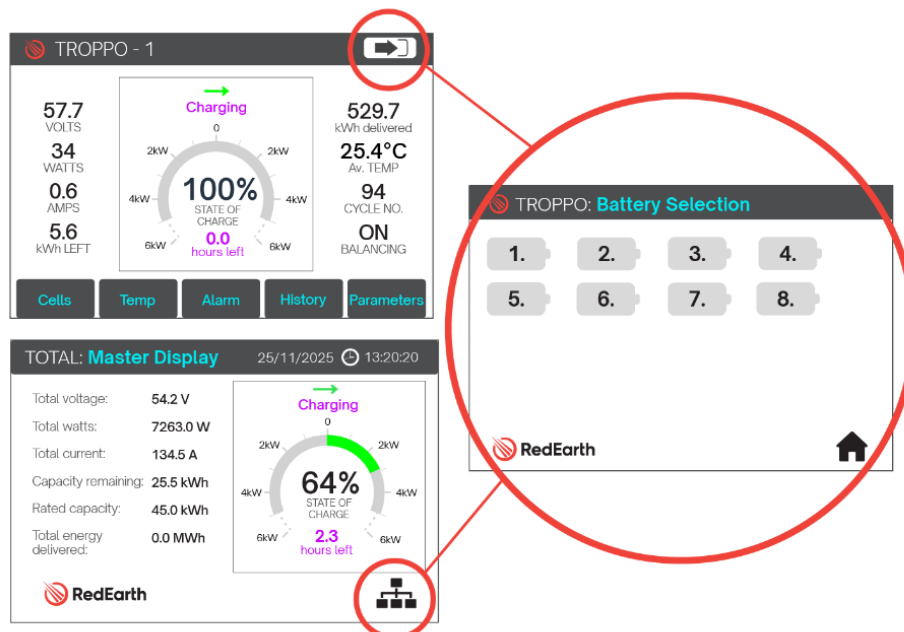 TROPPO - 1
57.7
VOLTS
34
WATTS
0.6
AMPS
5.6
kWh LEFT
Charging
0
2kW
2kW
4kW
4kW
6kW
6kW
100%
STATE OF
CHARGE
0.0
hours left
529.7
kWh delivered
25.4°C
Av. TEMP
94
CYCLE NO.
ON
BALANCING
Cells
Temp
Alarm
History
Parameters
TOTAL: Master Display 25/11/2025 13:20:20
Total voltage: 54.2 V
Total watts: 7263.0 W
Total current: 134.5 A
Capacity remaining: 25.5 kWh
Rated capacity: 45.0 kWh
Total energy
delivered: 0.0 MWh
Charging
0
2kW
2kW
4kW
4kW
6kW
6kW
64%
STATE OF
CHARGE
2.3
hours left
RedEarth
TROPPO: Battery Selection
1. 2. 3. 4.
5. 6. 7. 8.
RedEarth